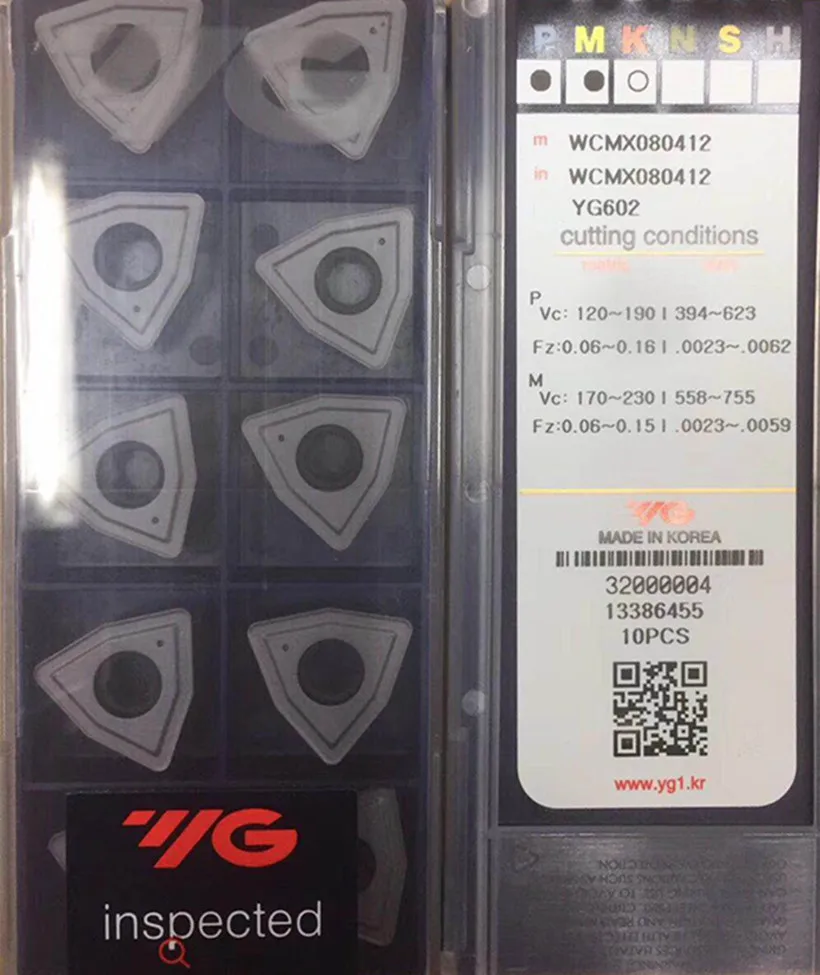 P M K N S H
m WCMX080412
in WCMX080412
YG602
cutting conditions
metric
P
Vc: 120~190 | 394~623
Fz:0.06~0.16 | .0023~.0062
M
Vc: 170~230 | 558~755
Fz:0.06~0.15 | .0023~.0059
YG
MADE IN KOREA
32000004
13386455
10PCS
www.yg1.kr
YG
inspected